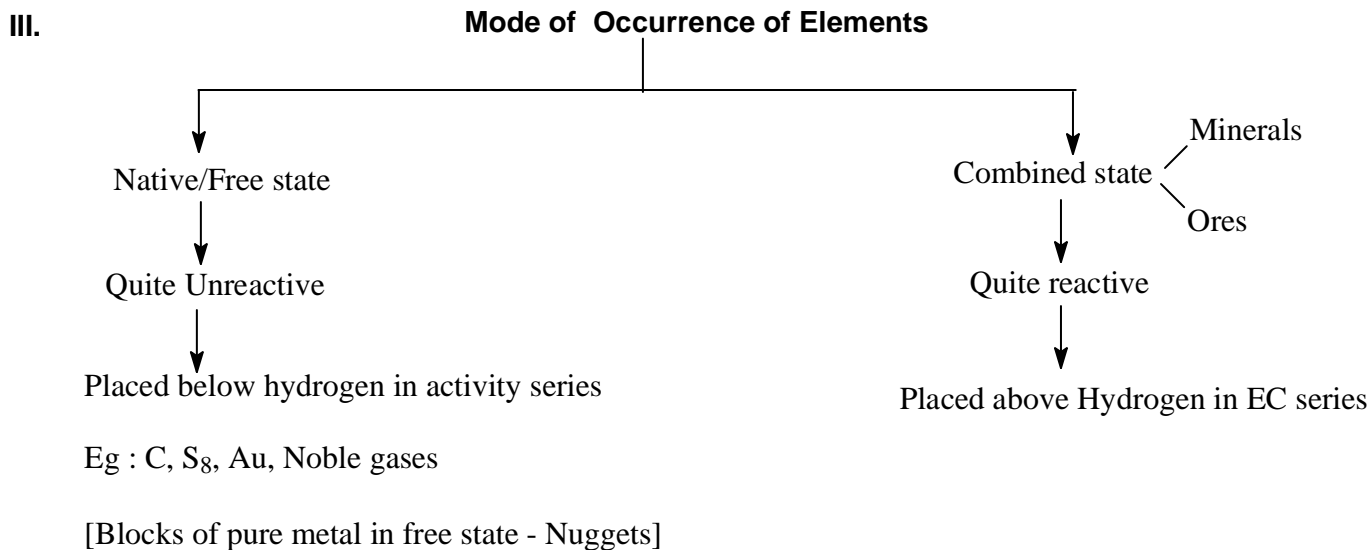 III.
Mode of Occurrence of Elements
Native/Free state
Quite Unreactive
Placed below hydrogen in activity series
Eg : C, S₈, Au, Noble gases
[Blocks of pure metal in free state - Nuggets]
Combined state
Minerals
Ores
Quite reactive
Placed above Hydrogen in EC series